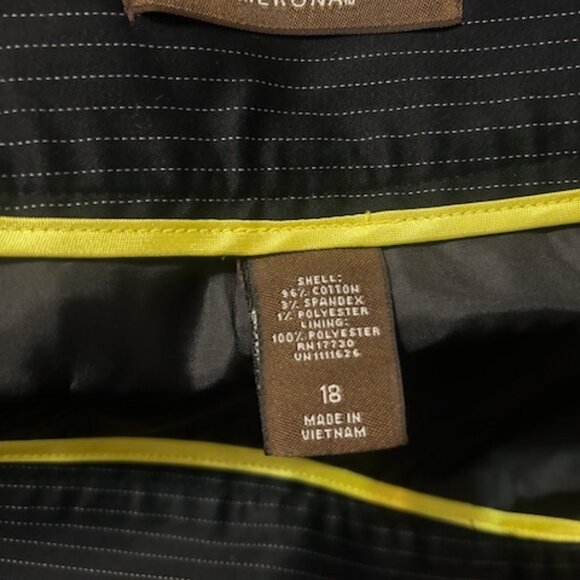 MERONA®
SHELL:
96% COTTON
3% SPANDEX
1% POLYESTER
LINING:
100% POLYESTER
RN17730
VN1111626
18
MADE IN
VIETNAM